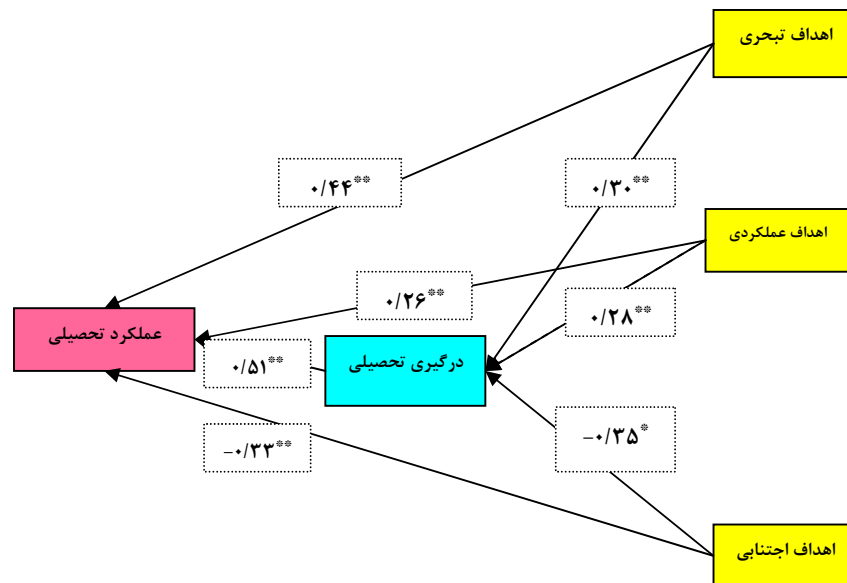 اهداف تبحری
۰/۴۴**
۰/۳۰**
اهداف عملکردی
۰/۲۶**
۰/۲۸**
عملکرد تحصیلی
درگیری تحصیلی
۰/۵۱**
−۰/۳۳**
−۰/۳۵*
اهداف اجتنابی